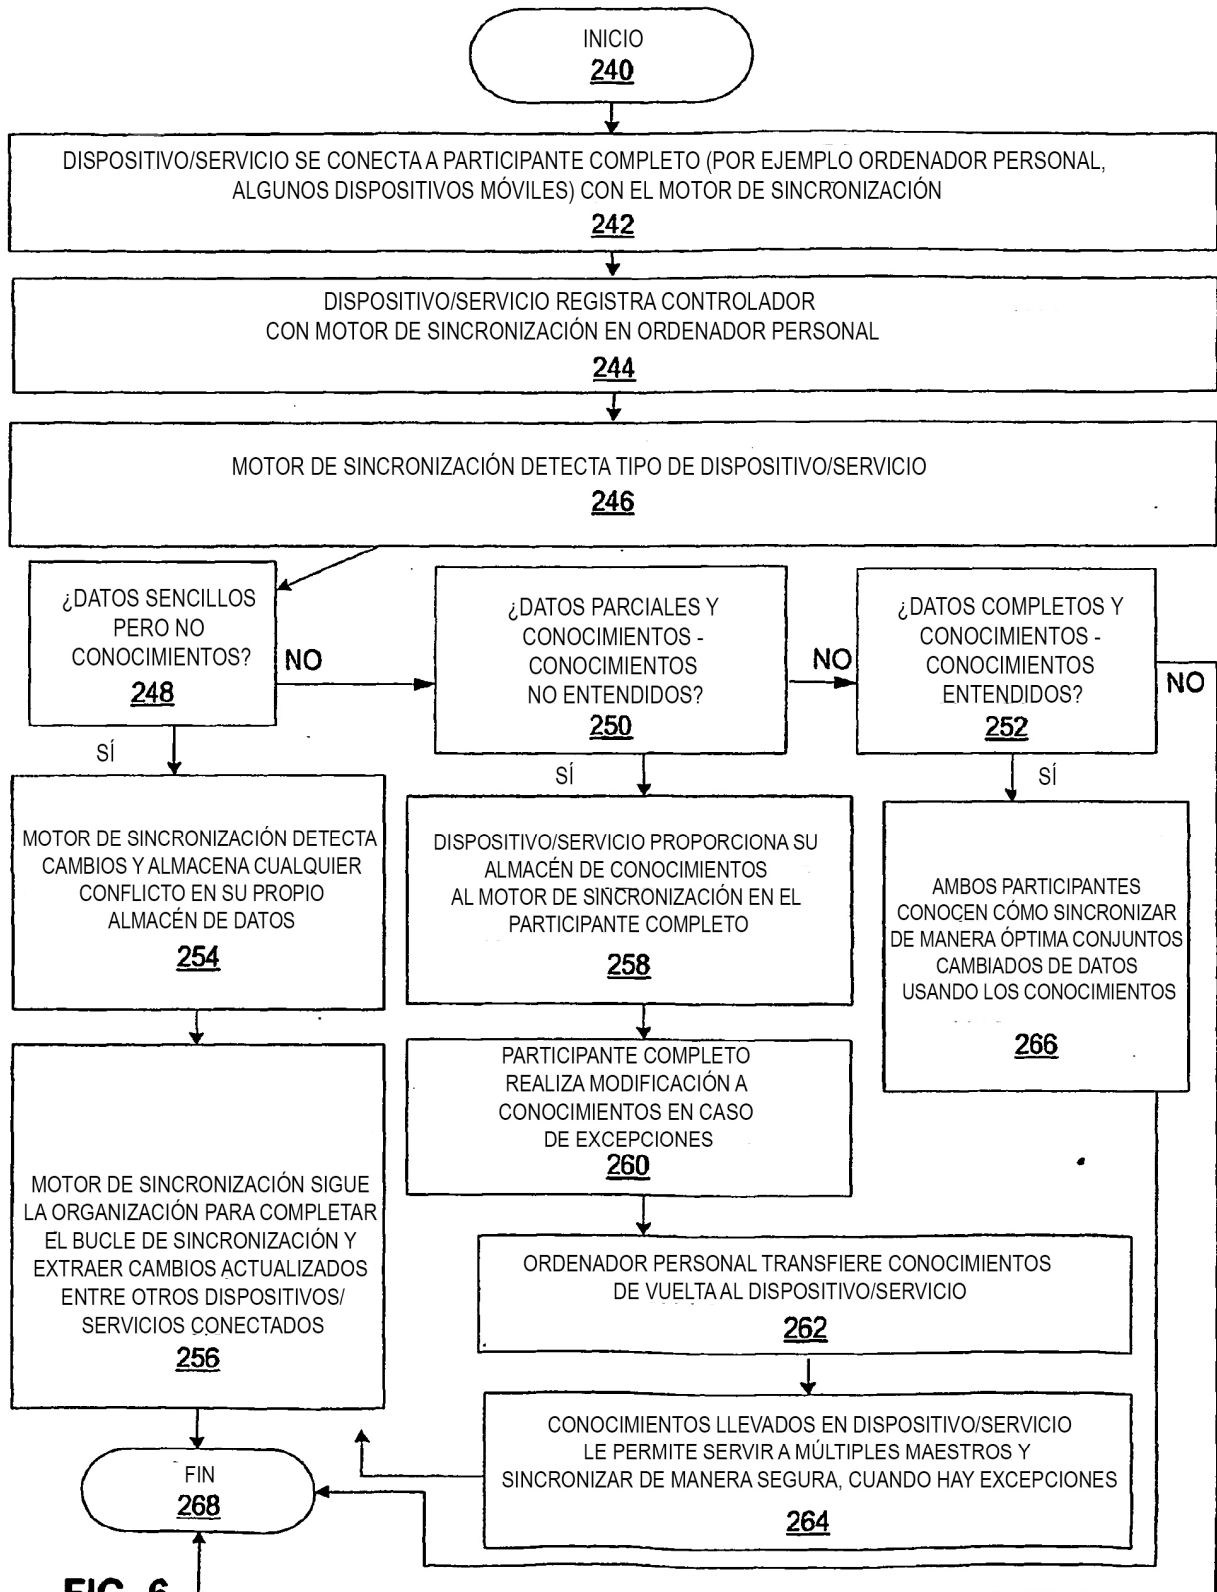 INICIO
240
DISPOSITIVO/SERVICIO SE CONECTA A PARTICIPANTE COMPLETO (POR EJEMPLO ORDENADOR PERSONAL,
ALGUNOS DISPOSITIVOS MÓVILES) CON EL MOTOR DE SINCRONIZACIÓN
242
DISPOSITIVO/SERVICIO REGISTRA CONTROLADOR
CON MOTOR DE SINCRONIZACIÓN EN ORDENADOR PERSONAL
244
MOTOR DE SINCRONIZACIÓN DETECTA TIPO DE DISPOSITIVO/SERVICIO
246
¿DATOS SENCILLOS
PERO NO
CONOCIMIENTOS?
248
NO
¿DATOS PARCIALES Y
CONOCIMIENTOS -
CONOCIMIENTOS
NO ENTENDIDOS?
250
NO
¿DATOS COMPLETOS Y
CONOCIMIENTOS -
CONOCIMIENTOS
ENTENDIDOS?
252
NO
SÍ
SÍ
SÍ
MOTOR DE SINCRONIZACIÓN DETECTA
CAMBIOS Y ALMACENA CUALQUIER
CONFLICTO EN SU PROPIO
ALMACÉN DE DATOS
254
DISPOSITIVO/SERVICIO PROPORCIONA SU
ALMACÉN DE CONOCIMIENTOS
AL MOTOR DE SINCRONIZACIÓN EN EL
PARTICIPANTE COMPLETO
258
AMBOS PARTICIPANTES
CONOCEN CÓMO SINCRONIZAR
DE MANERA ÓPTIMA CONJUNTOS
CAMBIADOS DE DATOS
USANDO LOS CONOCIMIENTOS
266
PARTICIPANTE COMPLETO
REALIZA MODIFICACIÓN A
CONOCIMIENTOS EN CASO
DE EXCEPCIONES
260
MOTOR DE SINCRONIZACIÓN SIGUE
LA ORGANIZACIÓN PARA COMPLETAR
EL BUCLE DE SINCRONIZACIÓN Y
EXTRAER CAMBIOS ACTUALIZADOS
ENTRE OTROS DISPOSITIVOS/
SERVICIOS CONECTADOS
256
ORDENADOR PERSONAL TRANSFIERE CONOCIMIENTOS
DE VUELTA AL DISPOSITIVO/SERVICIO
262
CONOCIMIENTOS LLEVADOS EN DISPOSITIVO/SERVICIO
LE PERMITE SERVIR A MÚLTIPLES MAESTROS Y
SINCRONIZAR DE MANERA SEGURA, CUANDO HAY EXCEPCIONES
264
FIN
268
FIG. 6